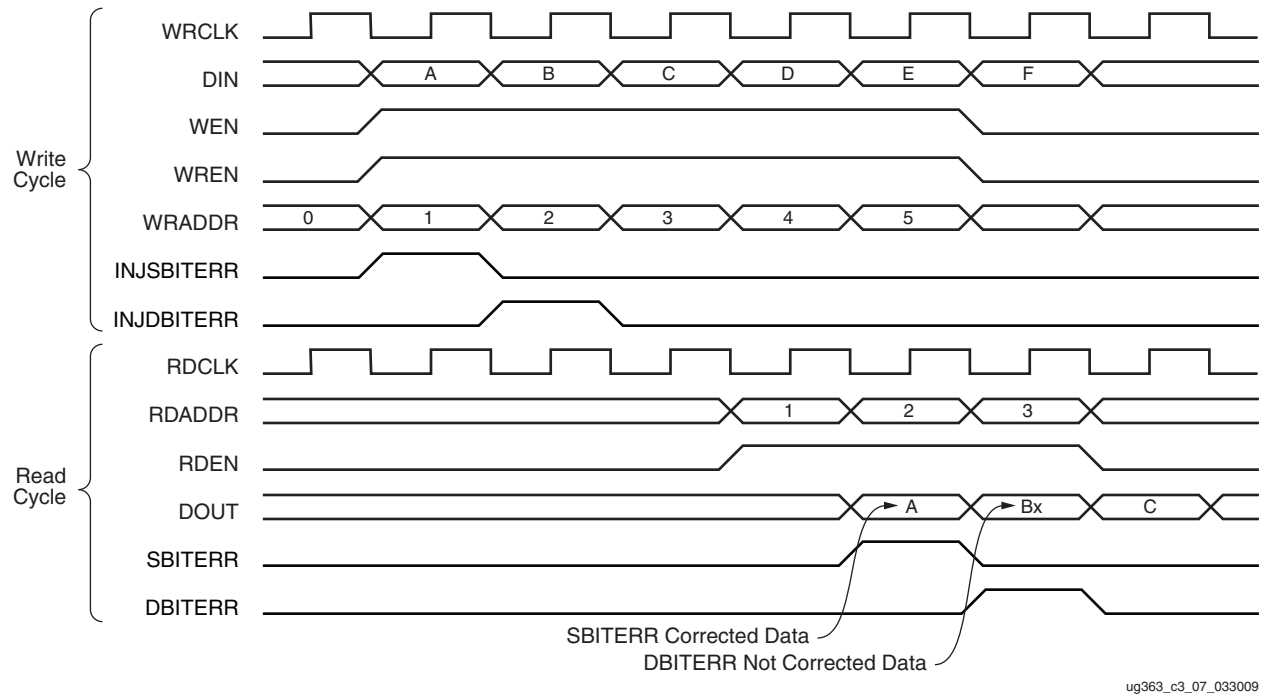 WRCLK
DIN A B C D E F
WEN
Write
Cycle
WREN
WRADDR 0 1 2 3 4 5
INJSBITERR
INJDBITERR
RDCLK
RDADDR 1 2 3
RDEN
Read
Cycle
DOUT A Bx C
SBITERR
DBITERR
SBITERR Corrected Data
DBITERR Not Corrected Data
ug363_c3_07_033009